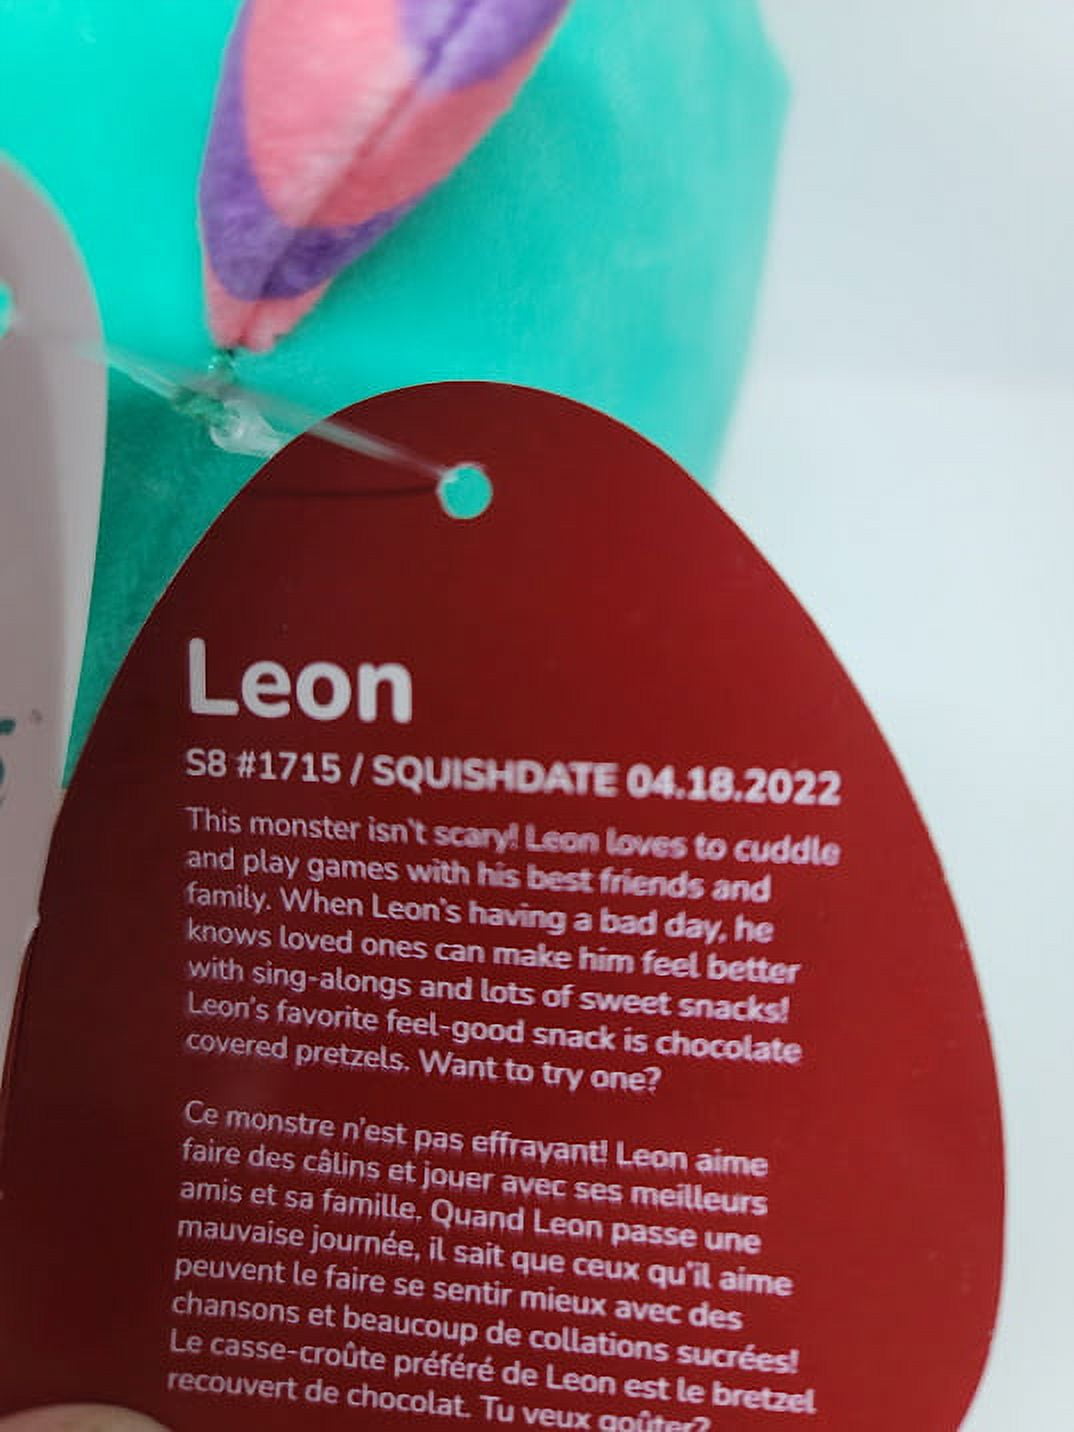 Leon
S8 #1715 / SQUISHDATE 04.18.2022
This monster isn't scary! Leon loves to cuddle
and play games with his best friends and
family. When Leon's having a bad day, he
knows loved ones can make him feel better
with sing-alongs and lots of sweet snacks!
Leon's favorite feel-good snack is chocolate
covered pretzels. Want to try one?
Ce monstre n'est pas effrayant! Leon aime
faire des câlins et jouer avec ses meilleurs
amis et sa famille. Quand Leon passe une
mauvaise journée, il sait que ceux qu'il aime
peuvent le faire se sentir mieux avec des
chansons et beaucoup de collations sucrées!
Le casse-croûte préféré de Leon est le bretzel
recouvert de chocolat. Tu veux goûter?